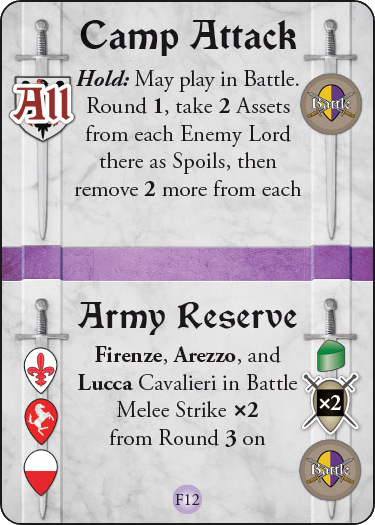 Camp Attack
Hold: May play in Battle.
Round 1, take 2 Assets
from each Enemy Lord
there as Spoils, then
remove 2 more from each
All
Battle
Army Reserve
Firenze, Arezzo, and
Lucca Cavalieri in Battle
Melee Strike ×2
from Round 3 on
×2
Battle
F12